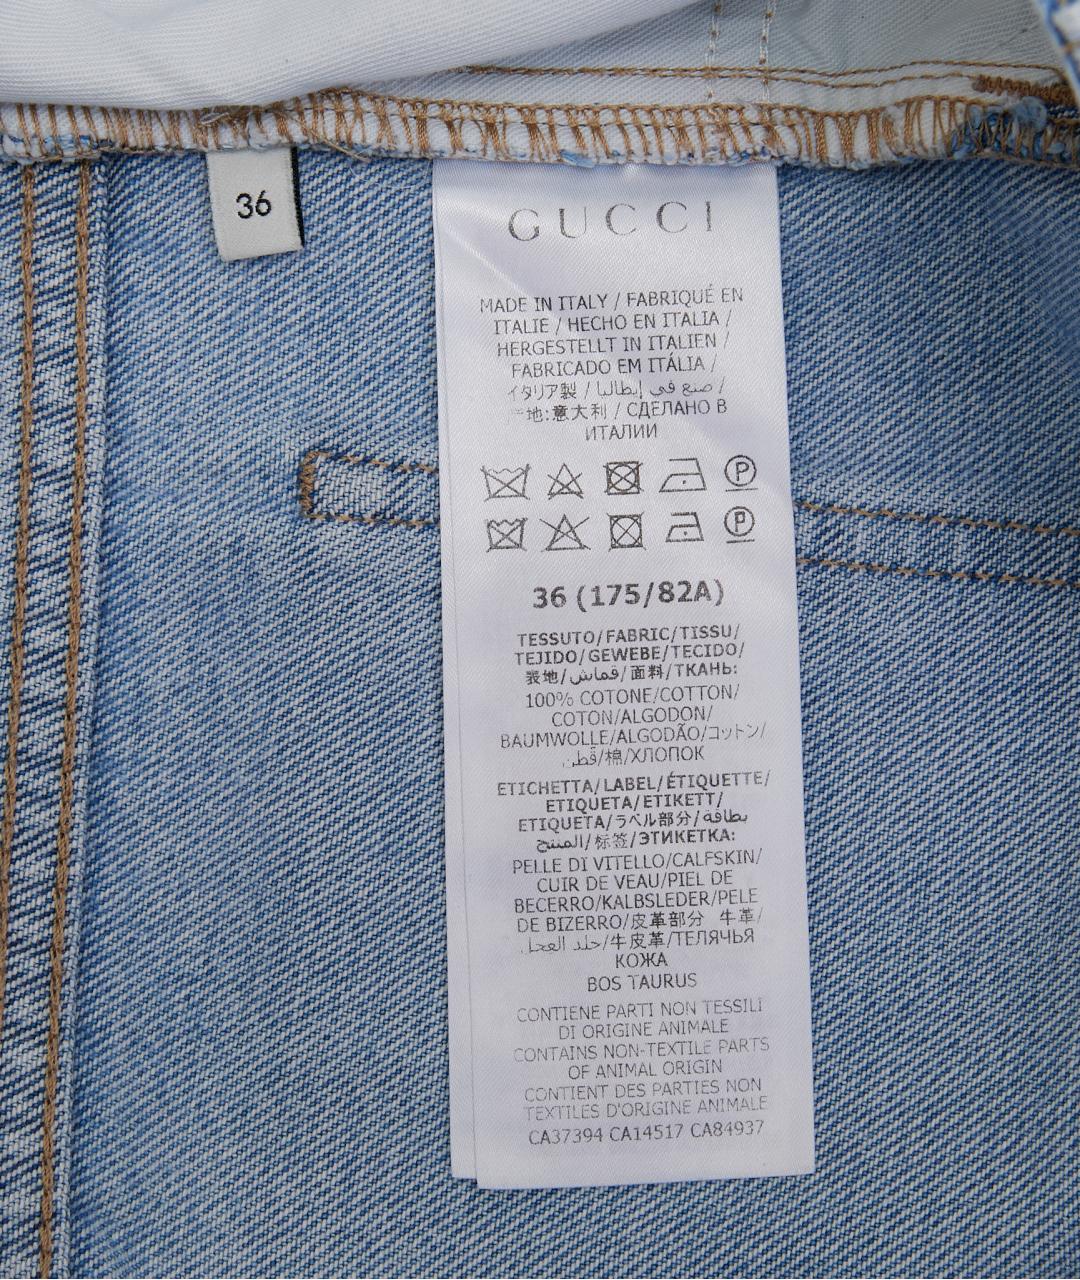 36
GUCCI
MADE IN ITALY / FABRIQUÉ EN
ITALIE / HECHO EN ITALIA /
HERGESTELLT IN ITALIEN /
FABRICADO EM ITÁLIA /
イタリア製 / صنع في إيطاليا /
地:意大利 / СДЕЛАНО В
ИТАЛИИ
P
P
36 (175/82A)
TESSUTO/FABRIC/TISSU/
TEJIDO/GEWEBE/TECIDO/
表地/قماش/面料/ТКАНЬ:
100% COTONE/COTTON/
COTON/ALGODON/
BAUMWOLLE/ALGODÃO/コットン/
قطن/棉/ХЛОПОК
ETICHETTA/LABEL/ÉTIQUETTE/
ETIQUETA/ETIKETT/
ETIQUETA/ラベル部分/بطاقة
المنتج/标签/ЭТИКЕТКА:
PELLE DI VITELLO/CALFSKIN/
CUIR DE VEAU/PIEL DE
BECERRO/KALBSLEDER/PELE
DE BIZERRO/皮革部分 牛革/
جلد العجل/牛皮革/ТЕЛЯЧЬЯ
КОЖА
BOS TAURUS
CONTIENE PARTI NON TESSILI
DI ORIGINE ANIMALE
CONTAINS NON-TEXTILE PARTS
OF ANIMAL ORIGIN
CONTIENT DES PARTIES NON
TEXTILES D'ORIGINE ANIMALE
CA37394 CA14517 CA84937